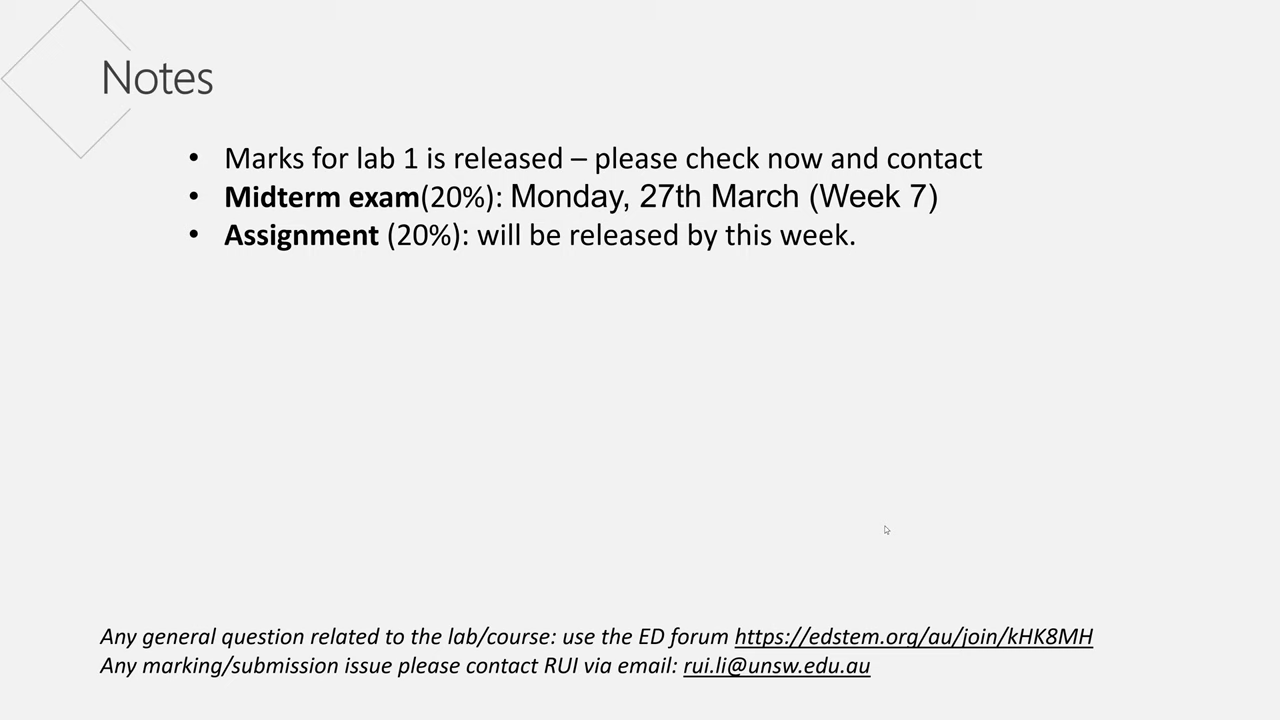 Notes
• Marks for lab 1 is released – please check now and contact
• Midterm exam(20%): Monday, 27th March (Week 7)
• Assignment (20%): will be released by this week.
Any general question related to the lab/course: use the ED forum https://edstem.org/au/join/kHK8MH
Any marking/submission issue please contact RUI via email: rui.li@unsw.edu.au